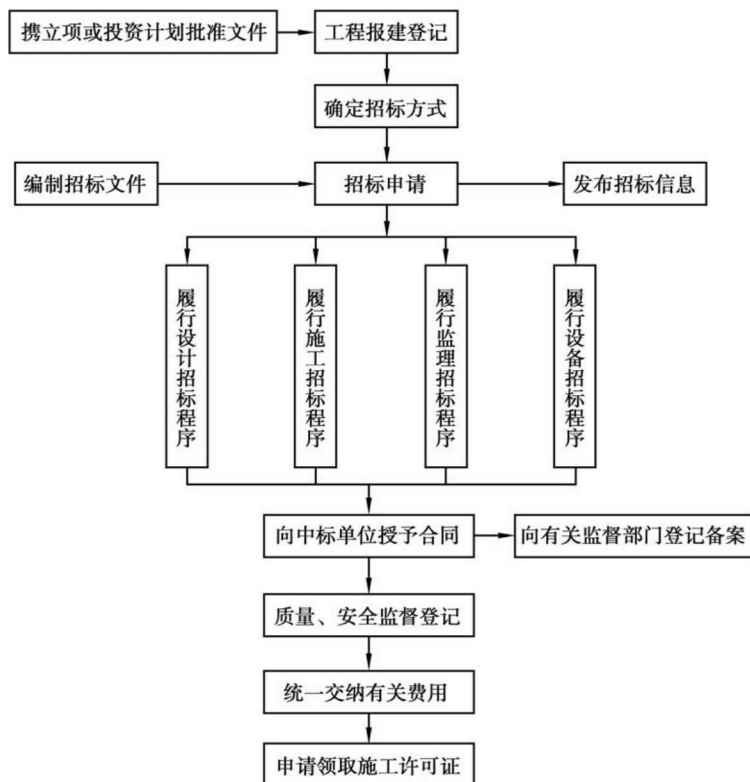 携立项或投资计划批准文件
工程报建登记
确定招标方式
编制招标文件
招标申请
发布招标信息
履行设计招标程序
履行施工招标程序
履行监理招标程序
履行设备招标程序
向中标单位授予合同
向有关监督部门登记备案
质量、安全监督登记
统一交纳有关费用
申请领取施工许可证